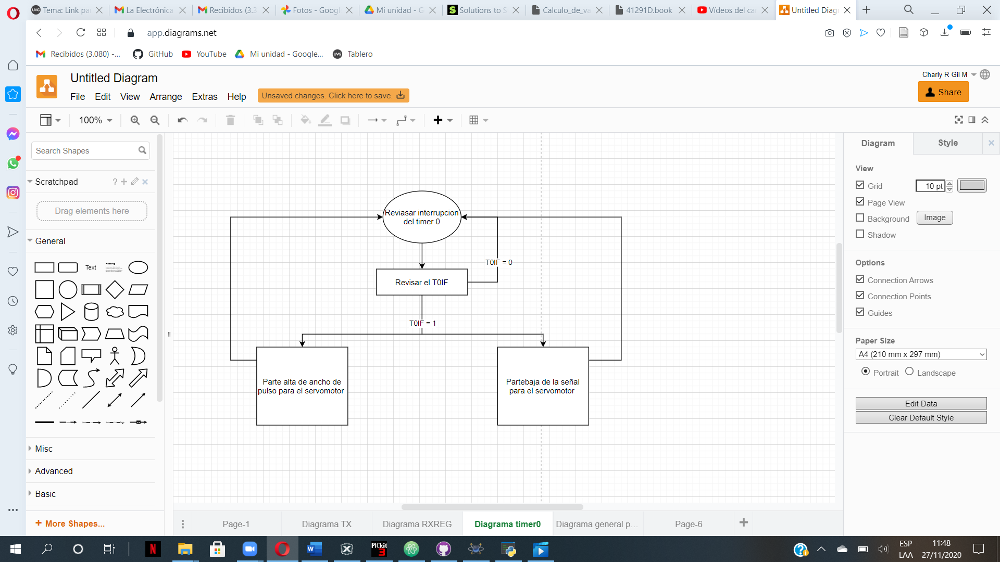 Tema: Link pa
La Electrónica
Recibidos (3.3
Fotos - Googl
Mi unidad - G
Solutions to S
Calculo_de_va
41291D.book
Vídeos del ca
Untitled Diag
app.diagrams.net
Recibidos (3.080) -...
GitHub
YouTube
Mi unidad - Google...
UVG
Tablero
Untitled Diagram
Charly R Gil M
File
Edit
View
Arrange
Extras
Help
Unsaved changes. Click here to save.
Share
100%
Search Shapes
Diagram
Style
Scratchpad
?
Drag elements here
General
Text
Heading
Misc
Advanced
Basic
+ More Shapes...
Reviasar interrupcion
del timer 0
T0IF = 0
Revisar el T0IF
T0IF = 1
Parte alta de ancho de
pulso para el servomotor
Partebaja de la señal
para el servomotor
View
Grid
10 pt
Page View
Background
Image
Shadow
Options
Connection Arrows
Connection Points
Guides
Paper Size
A4 (210 mm x 297 mm)
Portrait
Landscape
Edit Data
Clear Default Style
Page-1
Diagrama TX
Diagrama RXREG
Diagrama timer0
Diagrama general p...
Page-6
PICkit
3
ESP
LAA
11:48
27/11/2020